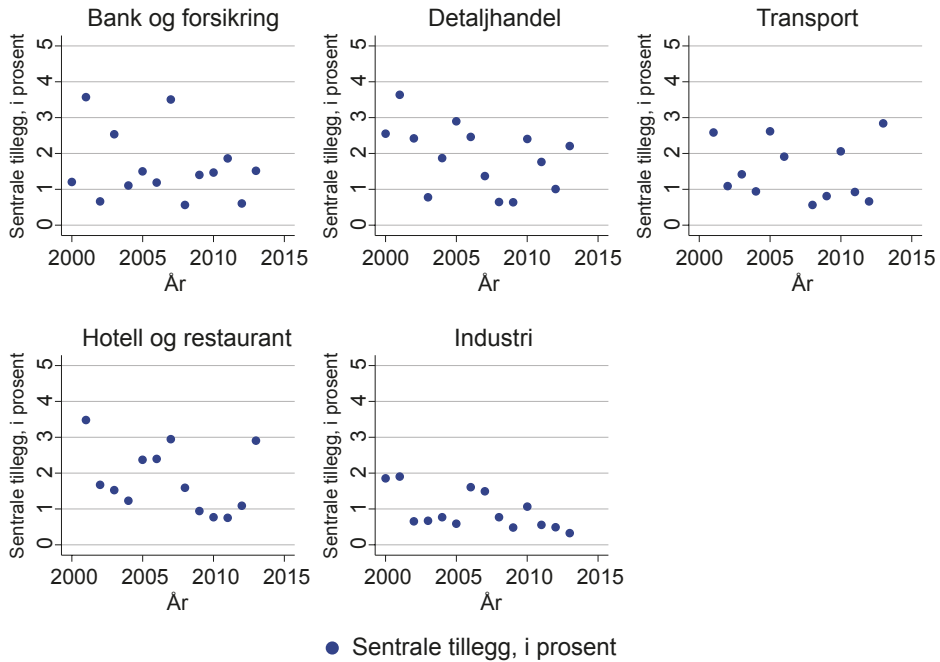 Bank og forsikring
Sentrale tillegg, i prosent
5
4
3
2
1
0
2000 2005 2010 2015
År
Detaljhandel
Sentrale tillegg, i prosent
5
4
3
2
1
0
2000 2005 2010 2015
År
Transport
Sentrale tillegg, i prosent
5
4
3
2
1
0
2000 2005 2010 2015
År
Hotell og restaurant
Sentrale tillegg, i prosent
5
4
3
2
1
0
2000 2005 2010 2015
År
Industri
Sentrale tillegg, i prosent
5
4
3
2
1
0
2000 2005 2010 2015
År
Sentrale tillegg, i prosent